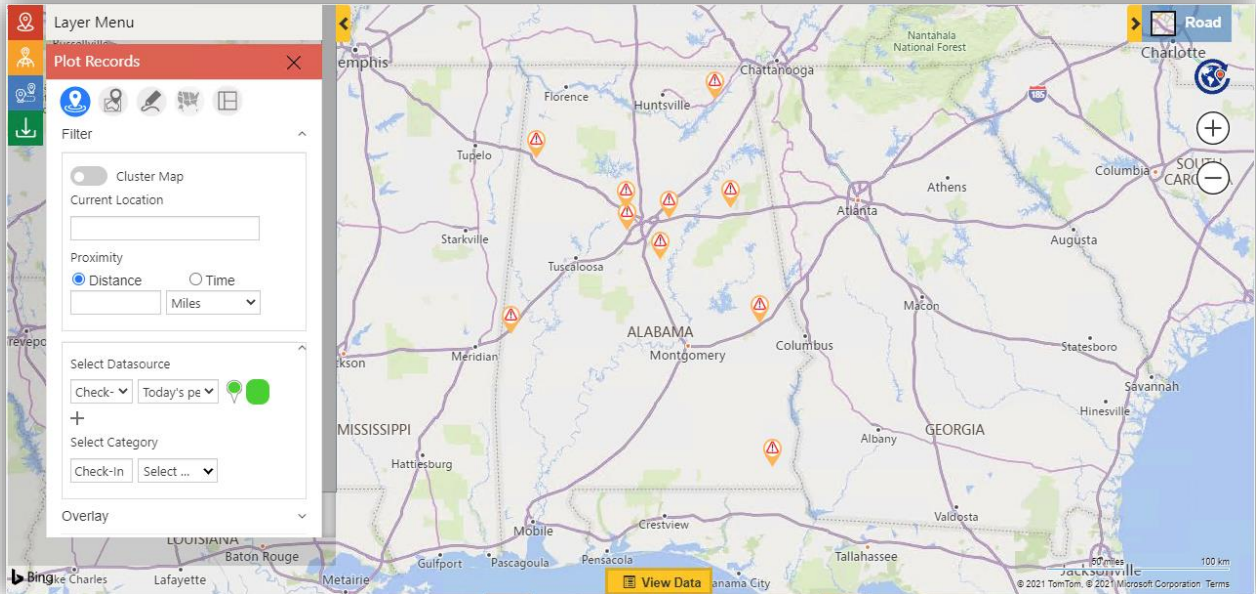 Layer Menu
Plot Records
Filter
Cluster Map
Current Location
Proximity
Distance
Time
Miles
Select Datasource
Check-
Today's pe
Select Category
Check-In
Select ...
Overlay
Road
Nantahala
National Forest
Charlotte
emphis
Chattanooga
Florence
Huntsville
185
Tupelo
Columbia
SOUTH
Athens
Atlanta
Starkville
Augusta
Tuscaloosa
Macon
ALABAMA
Montgomery
Columbus
Statesboro
Meridian
kson
Savannah
Hinesville
MISSISSIPPI
GEORGIA
Albany
Hattiesburg
Valdosta
Crestview
Mobile
LOUISIANA
Baton Rouge
Tallahassee
Gulfport
Pascagoula
Pensacola
50 miles
100 km
Jacksonville
Bing
ke Charles
Lafayette
Metairie
View Data
anama City
© 2021 TomTom, © 2021 Microsoft Corporation Terms